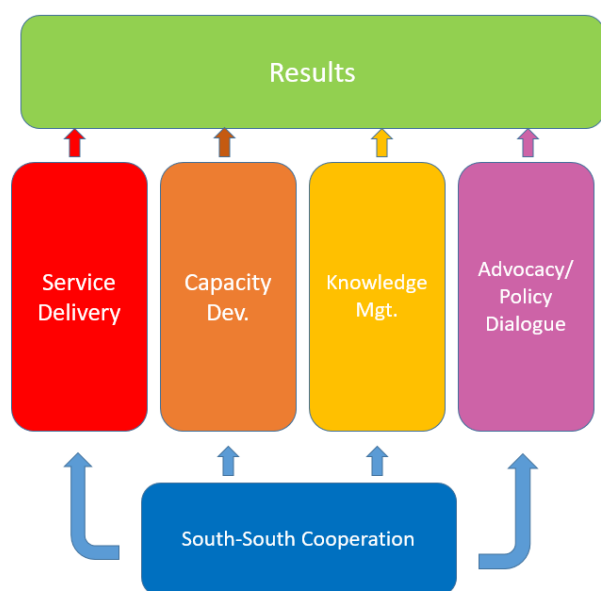 Results
Service
Delivery
Capacity
Dev.
Knowledge
Mgt.
Advocacy/
Policy
Dialogue
South-South Cooperation